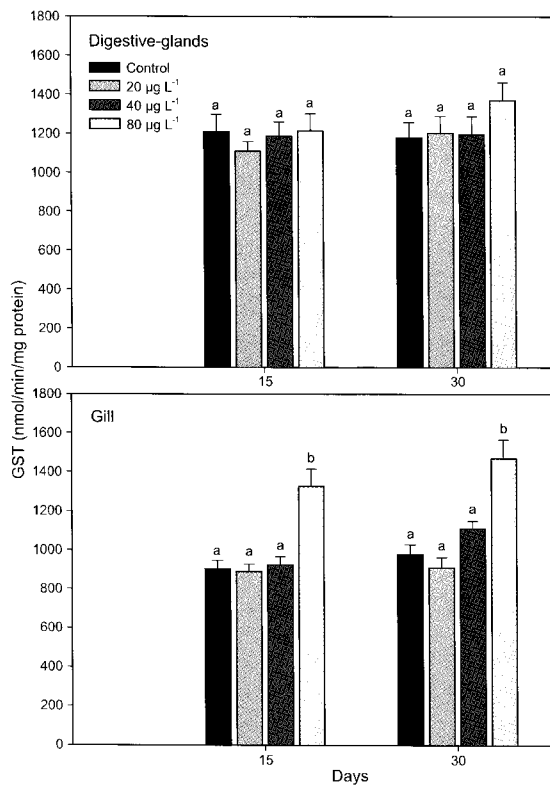 1800
1600
1400
1200
1000
800
600
400
200
0
Digestive-glands
Control
20 µg L⁻¹
40 µg L⁻¹
80 µg L⁻¹
a a a a
a a a a
15 30
GST (nmol/min/mg protein)
1800
1600
1400
1200
1000
800
600
400
200
0
Gill
a a a b
a a a b
15 30
Days